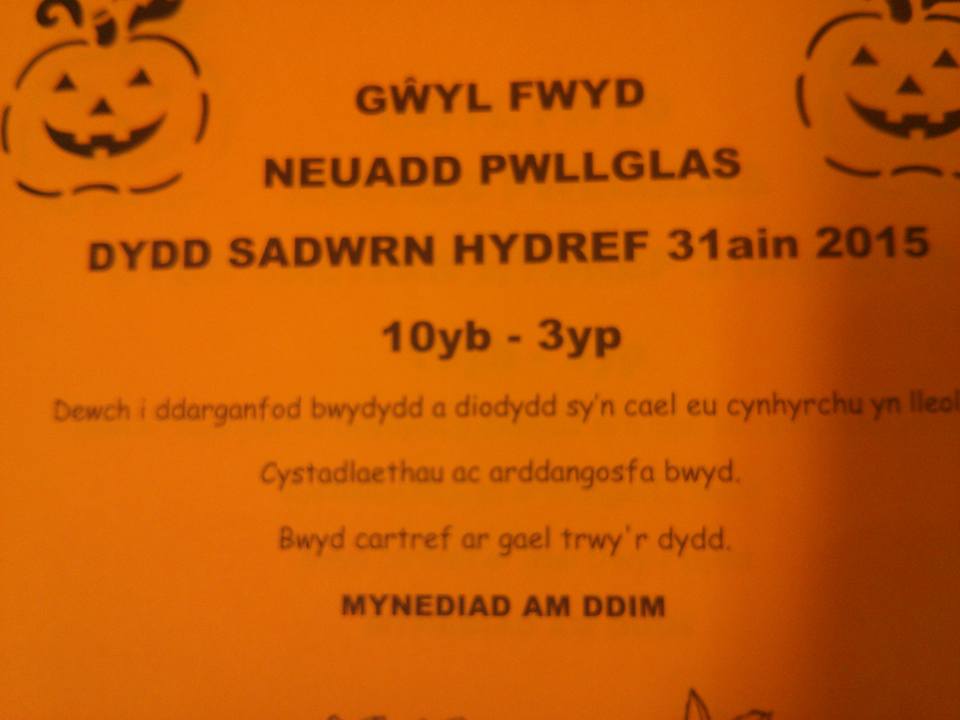 GŴYL FWYD
NEUADD PWLLGLAS
DYDD SADWRN HYDREF 31ain 2015
10yb - 3yp
Dewch i ddarganfod bwydydd a diodydd sy'n cael eu cynhyrchu yn lleol
Cystadlaethau ac arddangosfa bwyd.
Bwyd cartref ar gael trwy'r dydd.
MYNEDIAD AM DDIM